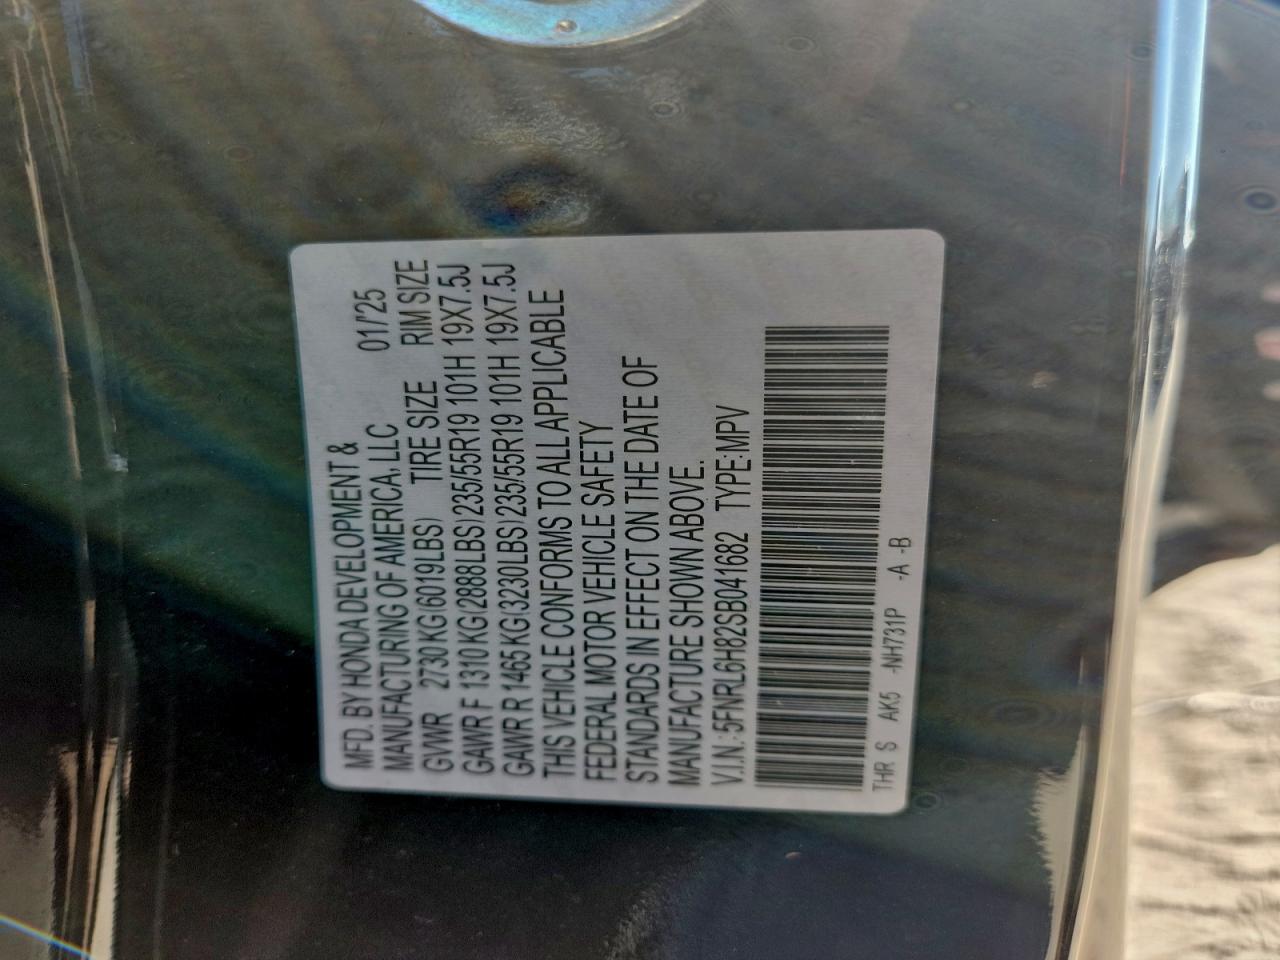 MFD. BY HONDA DEVELOPMENT &
MANUFACTURING OF AMERICA, LLC 01/'25
GVWR 2730 KG(6019LBS) TIRE SIZE RIM SIZE
GAWR F 1310 KG(2888LBS) 235/55R19 101H 19X7.5J
GAWR R 1465 KG(3230LBS) 235/55R19 101H 19X7.5J
THIS VEHICLE CONFORMS TO ALL APPLICABLE
FEDERAL MOTOR VEHICLE SAFETY
STANDARDS IN EFFECT ON THE DATE OF
MANUFACTURE SHOWN ABOVE.
V.I.N.:5FNRL6H82SB041682 TYPE:MPV
THR S AK5 -NH731P -A -B